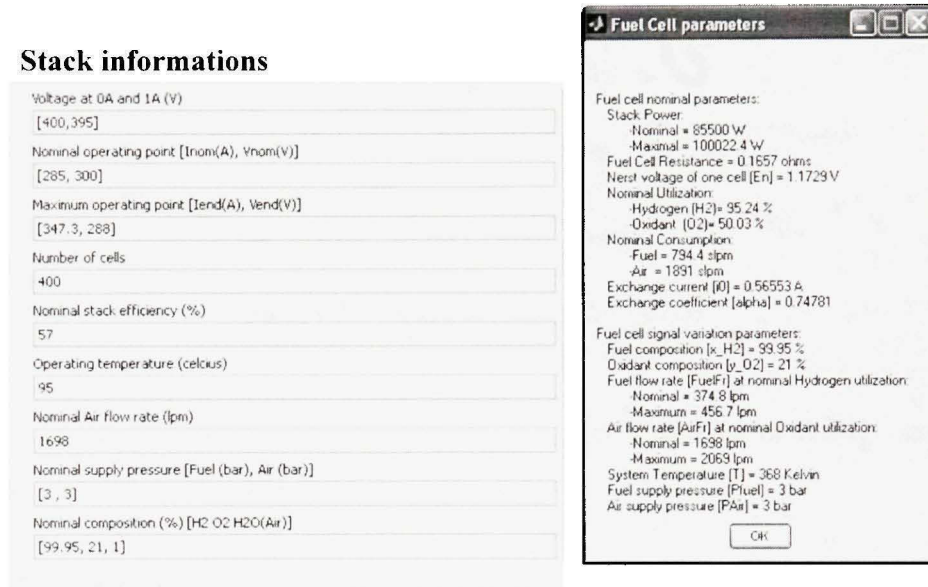 Stack informations
Voltage at 0A and 1A (V)
[400,395]
Nominal operating point [Inom(A), Vnom(V)]
[285, 300]
Maximum operating point [Iend(A), Vend(V)]
[347.3, 288]
Number of cells
400
Nominal stack efficiency (%)
57
Operating temperature (celcius)
95
Nominal Air flow rate (lpm)
1698
Nominal supply pressure [Fuel (bar), Air (bar)]
[3 , 3]
Nominal composition (%) [H2 O2 H2O(Air)]
[99.95, 21, 1]
Fuel Cell parameters
Fuel cell nominal parameters:
Stack Power:
-Nominal = 85500 W
-Maximal = 100022.4 W
Fuel Cell Resistance = 0.1657 ohms
Nerst voltage of one cell [En] = 1.1729 V
Nominal Utilization:
-Hydrogen (H2)= 95.24 %
-Oxidant (O2)= 50.03 %
Nominal Consumption:
-Fuel = 794.4 slpm
-Air = 1891 slpm
Exchange current [i0] = 0.56553 A
Exchange coefficient [alpha] = 0.74781
Fuel cell signal variation parameters:
Fuel composition [x_H2] = 99.95 %
Oxidant composition [y_O2] = 21 %
Fuel flow rate [FuelFr] at nominal Hydrogen utilization:
-Nominal = 374.8 lpm
-Maximum = 456.7 lpm
Air flow rate [AirFr] at nominal Oxidant utilization:
-Nominal = 1698 lpm
-Maximum = 2069 lpm
System Temperature [T] = 368 Kelvin
Fuel supply pressure [Pfuel] = 3 bar
Air supply pressure [PAir] = 3 bar
OK